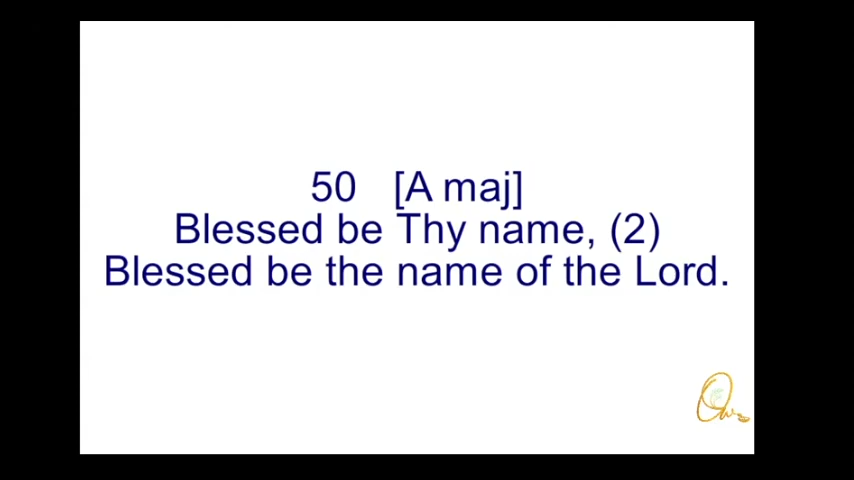 50 [A maj]
Blessed be Thy name, (2)
Blessed be the name of the Lord.